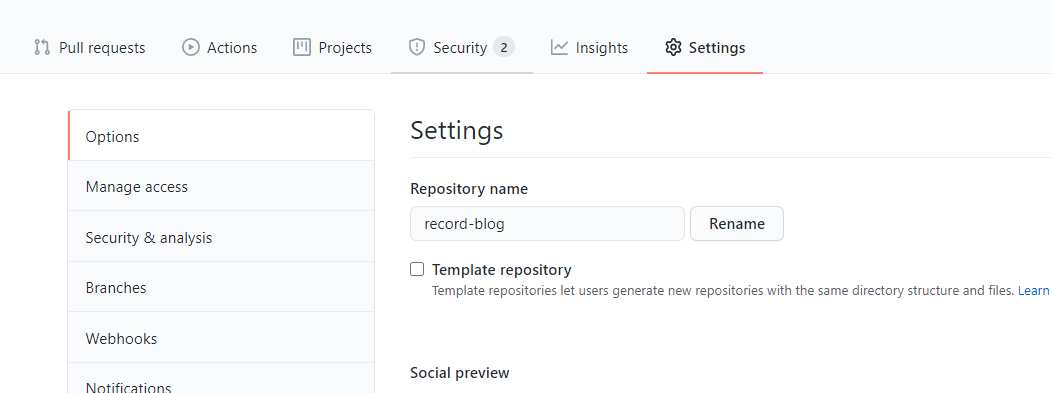 Pull requests Actions Projects Security 2 Insights Settings
Options
Manage access
Security & analysis
Branches
Webhooks
Notifications
Settings
Repository name
record-blog Rename
Template repository
Template repositories let users generate new repositories with the same directory structure and files. Learn
Social preview